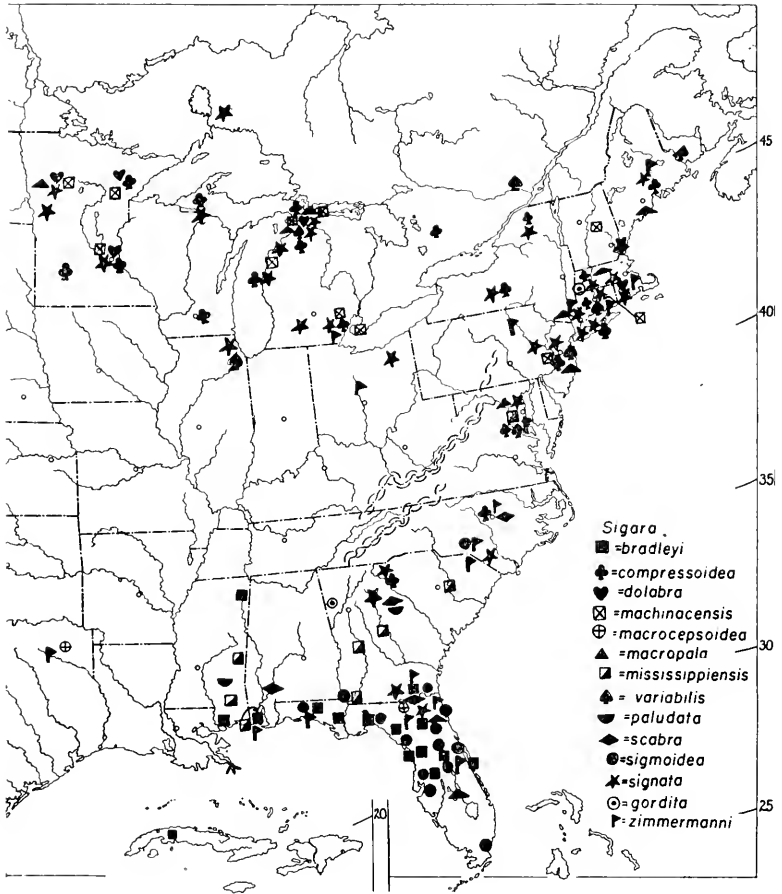 45
40
35
30
25
20
Sigara
=bradleyi
=compressoidea
=dolabra
=machinacensis
=macrocepsoidea
=macropala
=mississippiensis
= variabilis
=paludata
=scabra
=sigmoidea
=signata
=gordita
=zimmermanni